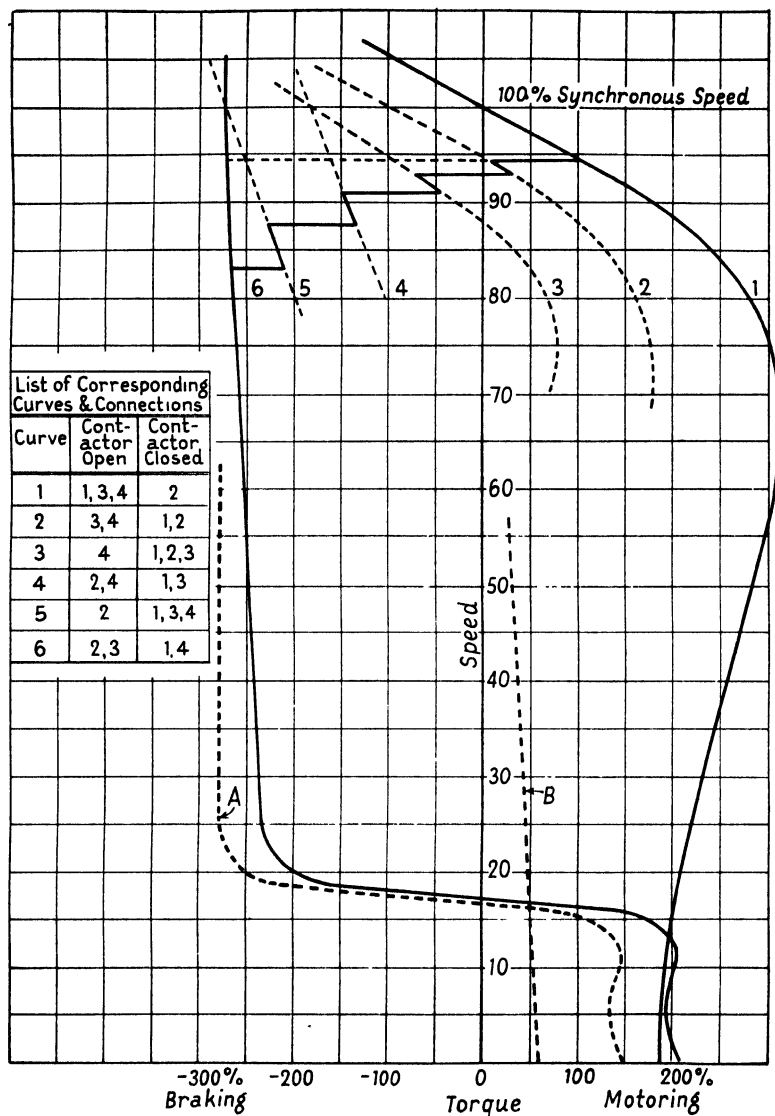 100% Synchronous Speed
90
6 5 4 3 2 1
80
List of Corresponding
Curves & Connections
Curve Cont-actor Open Cont-actor Closed
1 1,3,4 2
2 3,4 1,2
3 4 1,2,3
4 2,4 1,3
5 2 1,3,4
6 2,3 1,4
70
60
50
Speed
40
30
A
B
20
10
-300% -200 -100 0 100 200%
Braking Torque Motoring